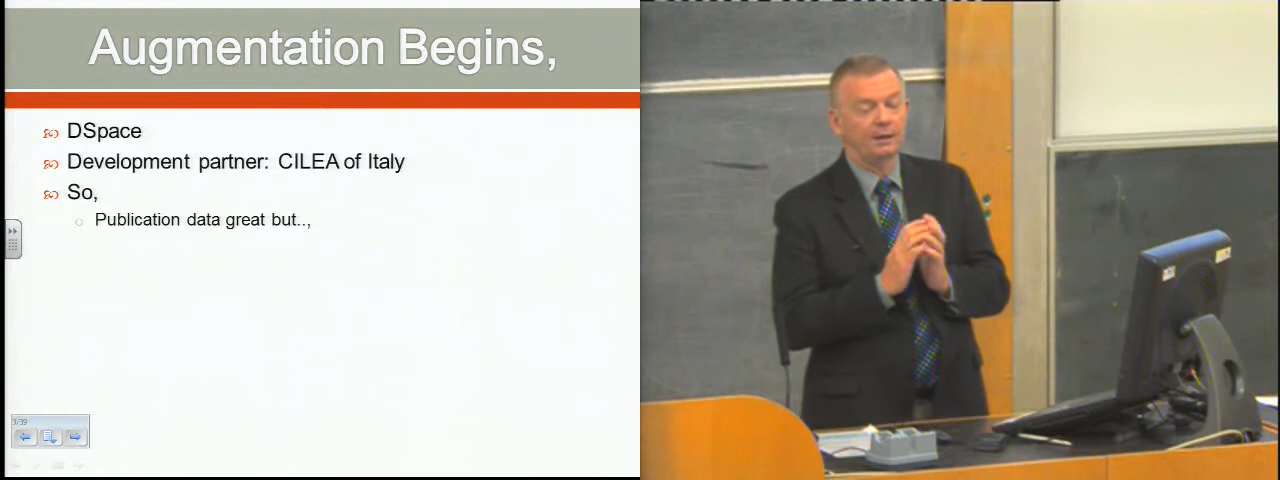 Augmentation Begins,
DSpace
Development partner: CILEA of Italy
So,
Publication data great but..,
3/39